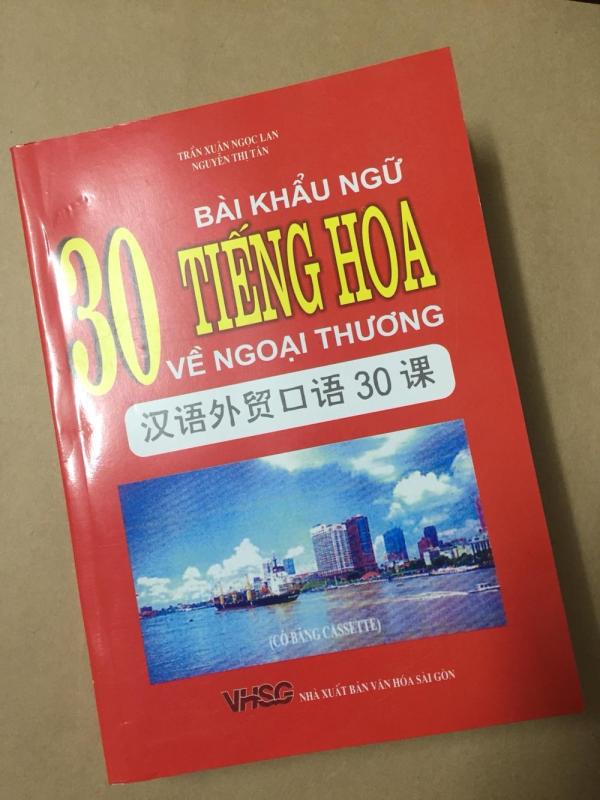 TRẦN XUÂN NGỌC LAN
NGUYỄN THỊ TÂN
30 BÀI KHẨU NGỮ
TIẾNG HOA
VỀ NGOẠI THƯƠNG
汉语外贸口语 30 课
(CÓ BĂNG CASSETTE)
VHSG NHÀ XUẤT BẢN VĂN HÓA SÀI GÒN